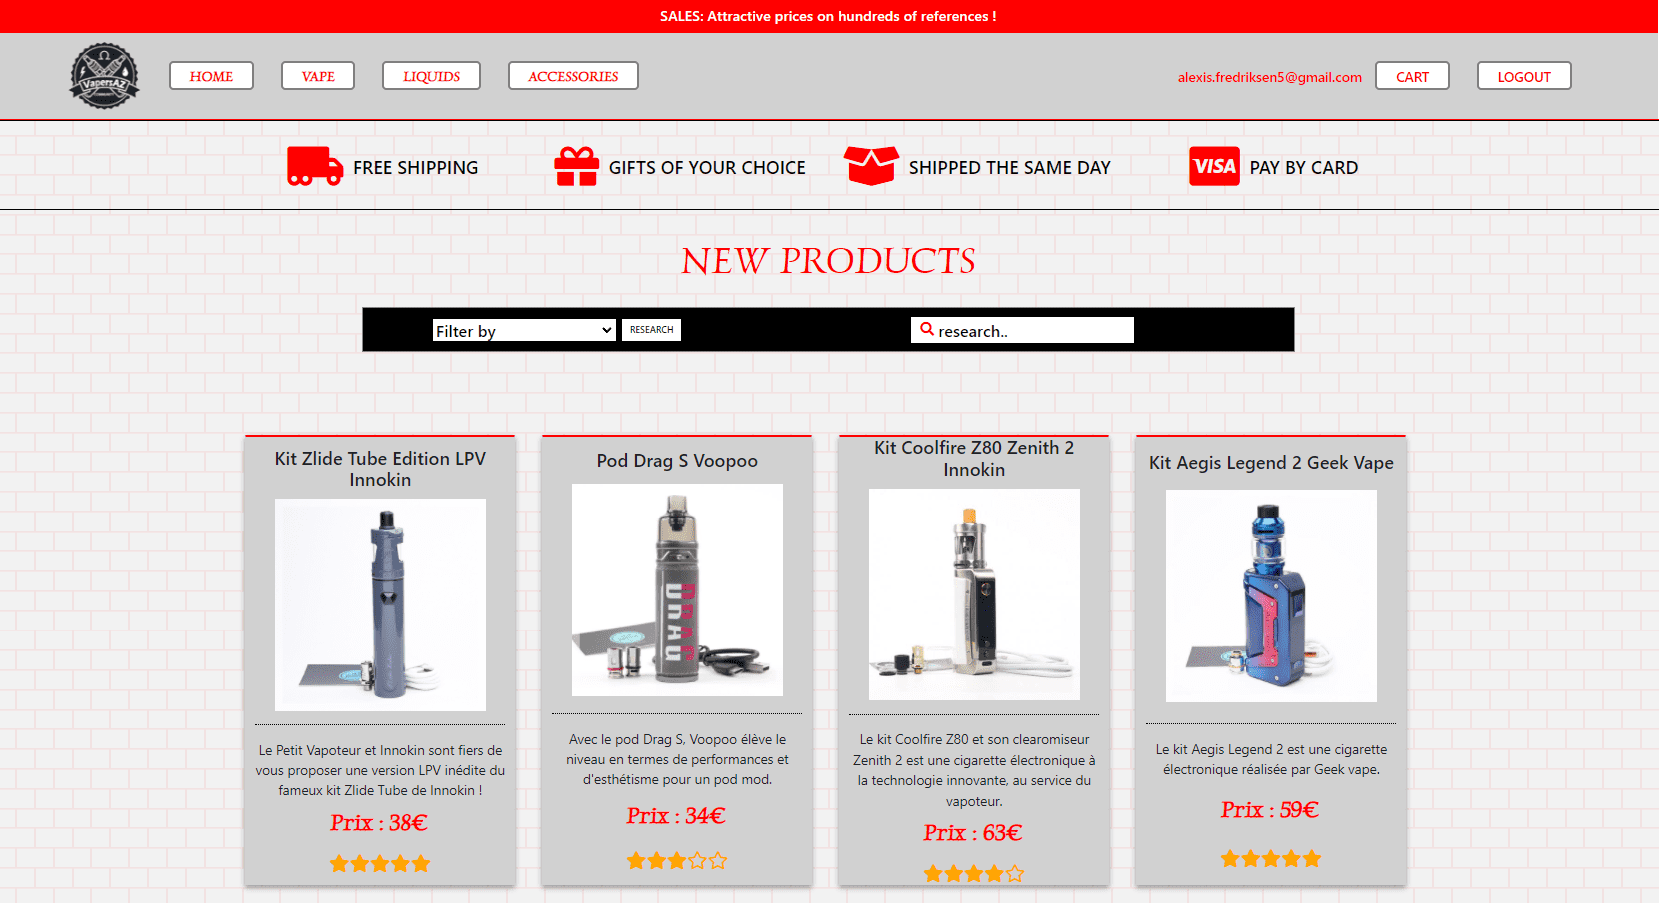 SALES: Attractive prices on hundreds of references !
VapersAZ
HOME
VAPE
LIQUIDS
ACCESSORIES
alexis.fredriksen5@gmail.com
CART
LOGOUT
FREE SHIPPING
GIFTS OF YOUR CHOICE
SHIPPED THE SAME DAY
VISA
PAY BY CARD
NEW PRODUCTS
Filter by
RESEARCH
research..
Kit Zlide Tube Edition LPV
Innokin
Le Petit Vapoteur et Innokin sont fiers de
vous proposer une version LPV inédite du
fameux kit Zlide Tube de Innokin !
Prix : 38€
Pod Drag S Voopoo
DRAG
Avec le pod Drag S, Voopoo élève le
niveau en termes de performances et
d'esthétisme pour un pod mod.
Prix : 34€
Kit Coolfire Z80 Zenith 2
Innokin
Le kit Coolfire Z80 et son clearomiseur
Zenith 2 est une cigarette électronique à
la technologie innovante, au service du
vapoteur.
Prix : 63€
Kit Aegis Legend 2 Geek Vape
Le kit Aegis Legend 2 est une cigarette
électronique réalisée par Geek vape.
Prix : 59€